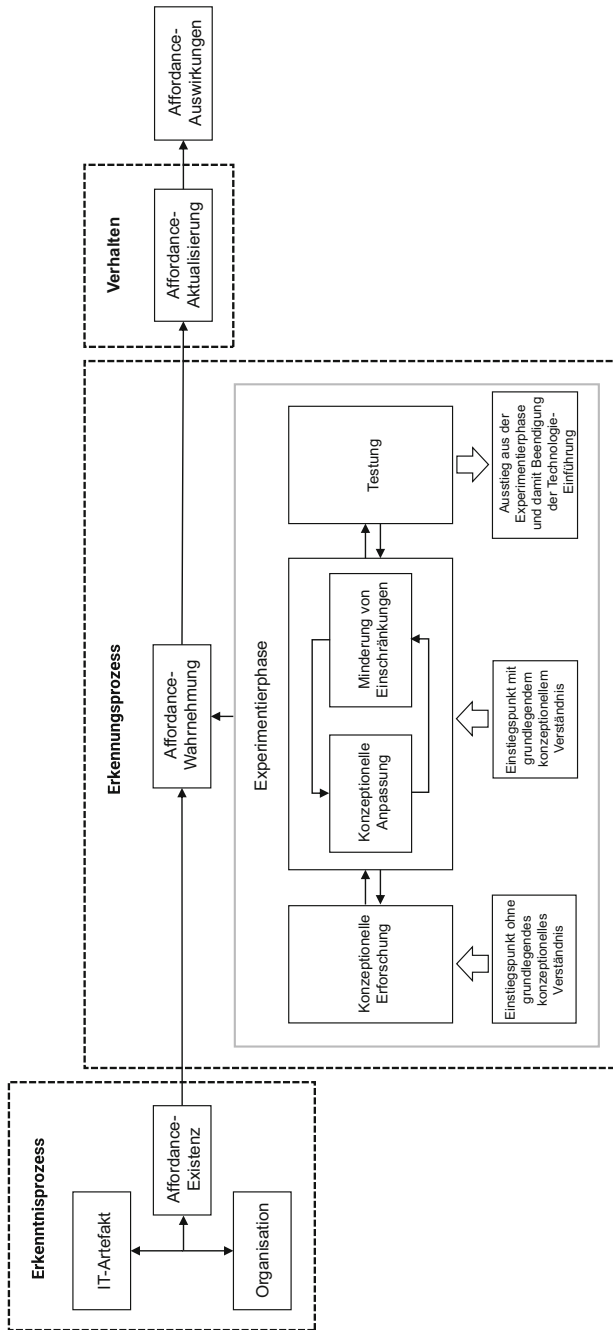 Erkenntnisprozess
IT-Artefakt
Affordance-
Existenz
Organisation
Erkennungsprozess
Affordance-
Wahrnehmung
Experimentierphase
Konzeptionelle
Erforschung
Konzeptionelle
Anpassung
Minderung von
Einschränkungen
Testung
Einstiegspunkt ohne
grundlegendes
konzeptionelles
Verständnis
Einstiegspunkt mit
grundlegendem
konzeptionellem
Verständnis
Ausstieg aus der
Experimentierphase
und damit Beendigung
der Technologie-
Einführung
Verhalten
Affordance-
Aktualisierung
Affordance-
Auswirkungen